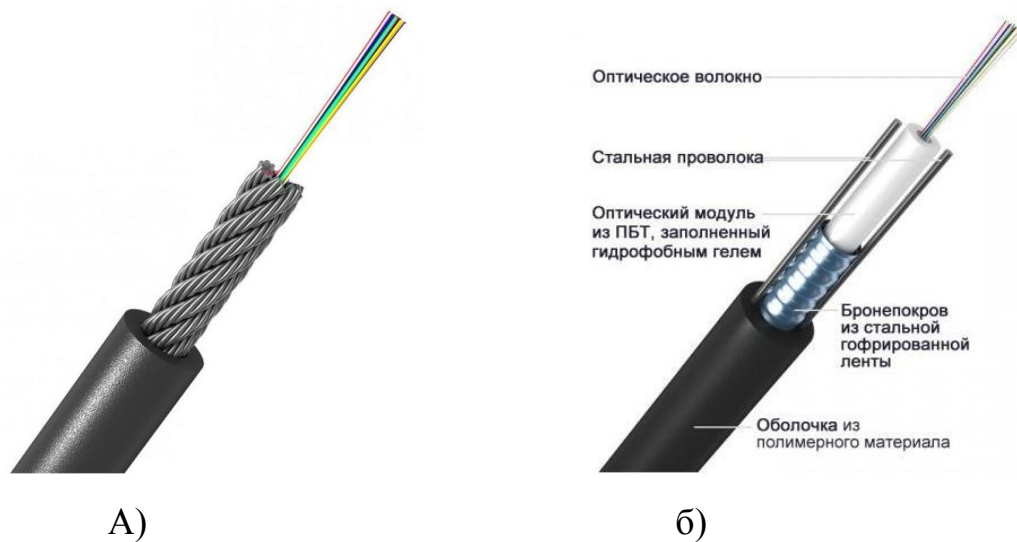 Оптическое волокно
Стальная проволока
Оптический модуль
из ПБТ, заполненный
гидрофобным гелем
Бронепокров
из стальной
гофрированной
ленты
Оболочка из
полимерного материала
А)
б)